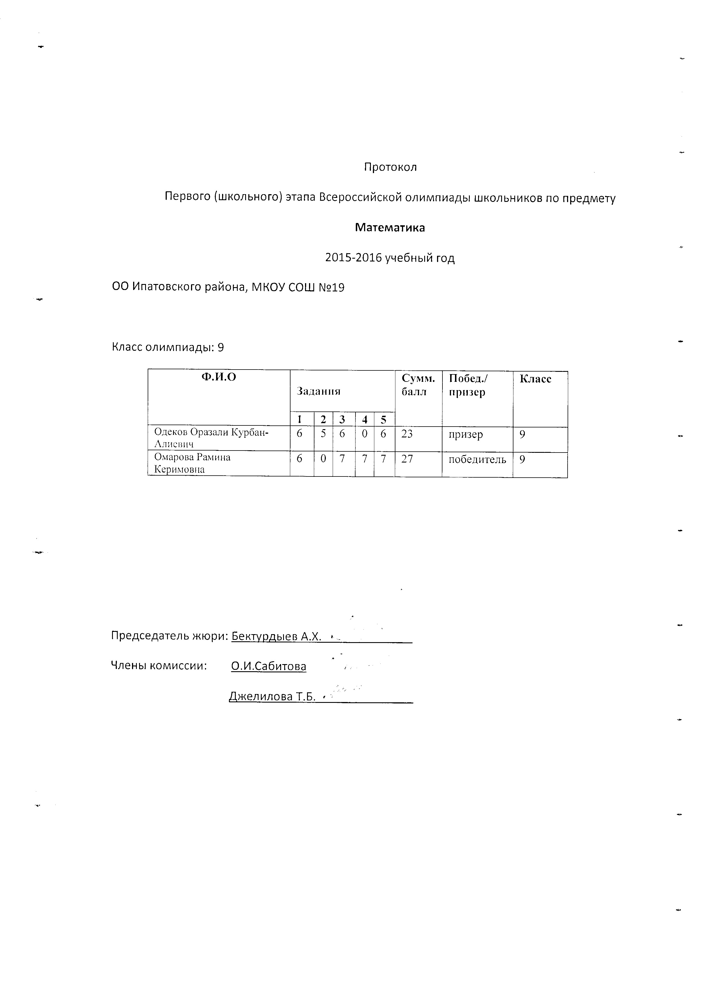 Протокол
Первого (школьного) этапа Всероссийской олимпиады школьников по предмету
Математика
2015-2016 учебный год
ОО Ипатовского района, МКОУ СОШ №19
Класс олимпиады: 9
Ф.И.О Задания Сумм. балл Побед./ призер Класс
1 2 3 4 5
Одеков Оразали Курбан-
Алиевич 6 5 6 0 6 23 призер 9
Омарова Рамина
Керимовна 6 0 7 7 7 27 победитель 9
Председатель жюри: Бектурдыев А.Х.
Члены комиссии: О.И.Сабитова
Джелилова Т.Б.